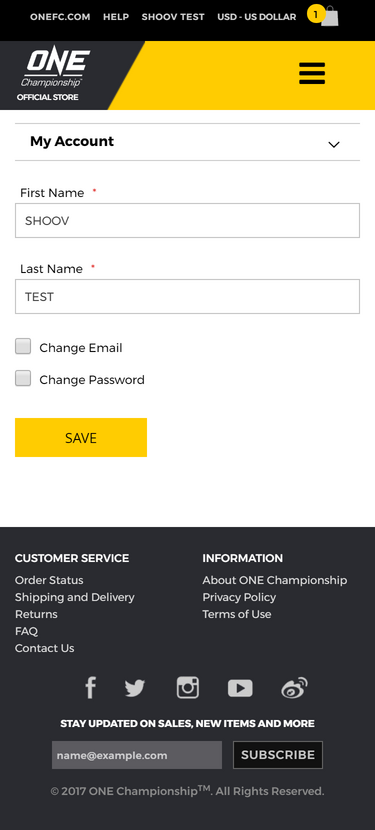 ONEFC.COM HELP SHOOV TEST USD - US DOLLAR 1
ONE
Championship™
OFFICIAL STORE
My Account
First Name *
SHOOV
Last Name *
TEST
Change Email
Change Password
SAVE
CUSTOMER SERVICE
Order Status
Shipping and Delivery
Returns
FAQ
Contact Us
INFORMATION
About ONE Championship
Privacy Policy
Terms of Use
STAY UPDATED ON SALES, NEW ITEMS AND MORE
name@example.com SUBSCRIBE
© 2017 ONE Championship™. All Rights Reserved.